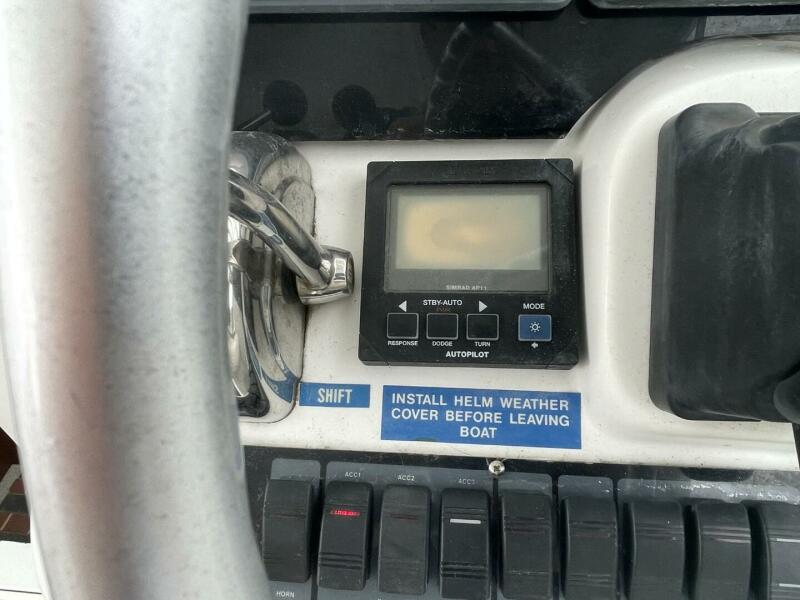 SIMRAD AP11
STBY-AUTO
MODE
RESPONSE
DODGE
TURN
AUTOPILOT
SHIFT
INSTALL HELM WEATHER
COVER BEFORE LEAVING
BOAT
ACC1
ACC2
ACC3
HORN